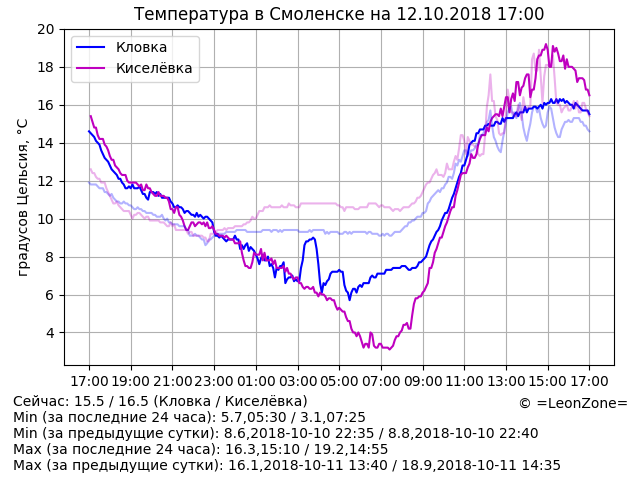 Температура в Смоленске на 12.10.2018 17:00
Кловка
Киселёвка
градусов Цельсия, °C
20
18
16
14
12
10
8
6
4
17:00 19:00 21:00 23:00 01:00 03:00 05:00 07:00 09:00 11:00 13:00 15:00 17:00
Сейчас: 15.5 / 16.5 (Кловка / Киселёвка)
© =LeonZone=
Min (за последние 24 часа): 5.7,05:30 / 3.1,07:25
Min (за предыдущие сутки): 8.6,2018-10-10 22:35 / 8.8,2018-10-10 22:40
Max (за последние 24 часа): 16.3,15:10 / 19.2,14:55
Max (за предыдущие сутки): 16.1,2018-10-11 13:40 / 18.9,2018-10-11 14:35